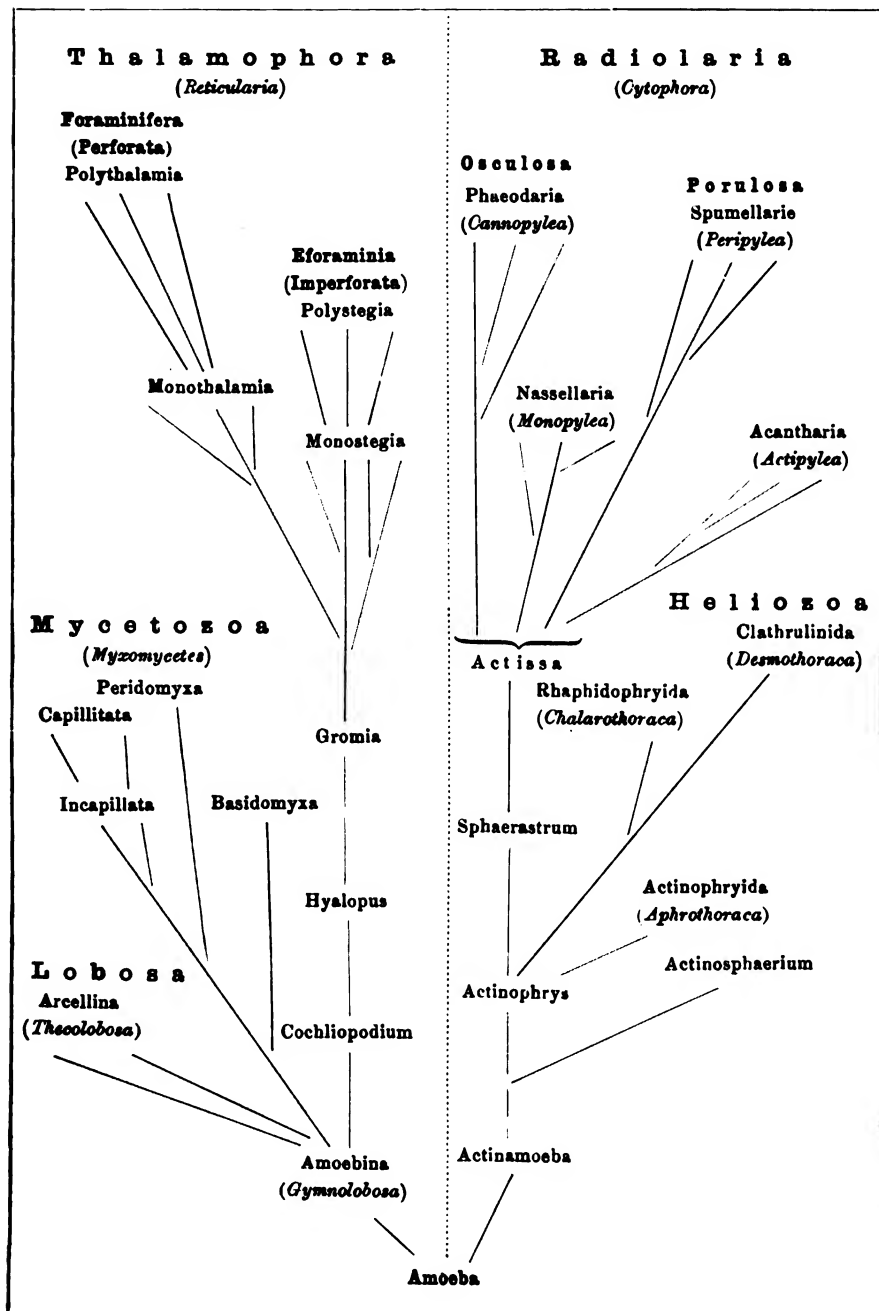 Thalamophora
(Reticularia)
Foraminifera
(Perforata)
Polythalamia
Eforaminia
(Imperforata)
Polystegia
Monothalamia
Monostegia
Mycetozoa
(Myxomycetes)
Peridomyxa
Capillitata
Gromia
Incapillata
Basidomyxa
Hyalopus
Lobosa
Arcellina
(Thecolobosa)
Cochliopodium
Amoebina
(Gymnolobosa)
Radiolaria
(Cytophora)
Osculosa
Phaeodaria
(Cannopylea)
Porulosa
Spumellarie
(Peripylea)
Nassellaria
(Monopylea)
Acantharia
(Actipylea)
Heliozoa
Clathrulinida
(Desmothoraca)
Actissa
Rhaphidophryida
(Chalarothoraca)
Sphaerastrum
Actinophryida
(Aphrothoraca)
Actinosphaerium
Actinophrys
Actinamoeba
Amoeba